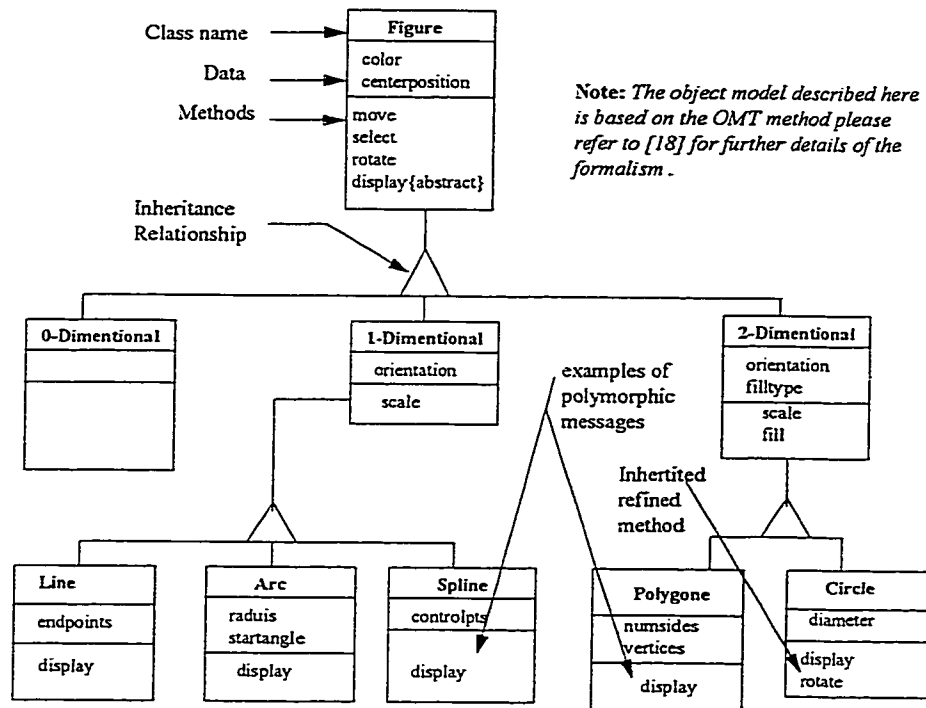 Figure
Class name
color
Data
centerposition
Methods
move
select
rotate
display{abstract}
Note: The object model described here
is based on the OMT method please
refer to [18] for further details of the
formalism .
Inheritance
Relationship
0-Dimentional
1-Dimentional
orientation
scale
2-Dimentional
orientation
filltype
scale
fill
examples of
polymorphic
messages
Inhertited
refined
method
Line
endpoints
display
Arc
raduis
startangle
display
Spline
controlpts
display
Polygone
numsides
vertices
display
Circle
diameter
display
rotate